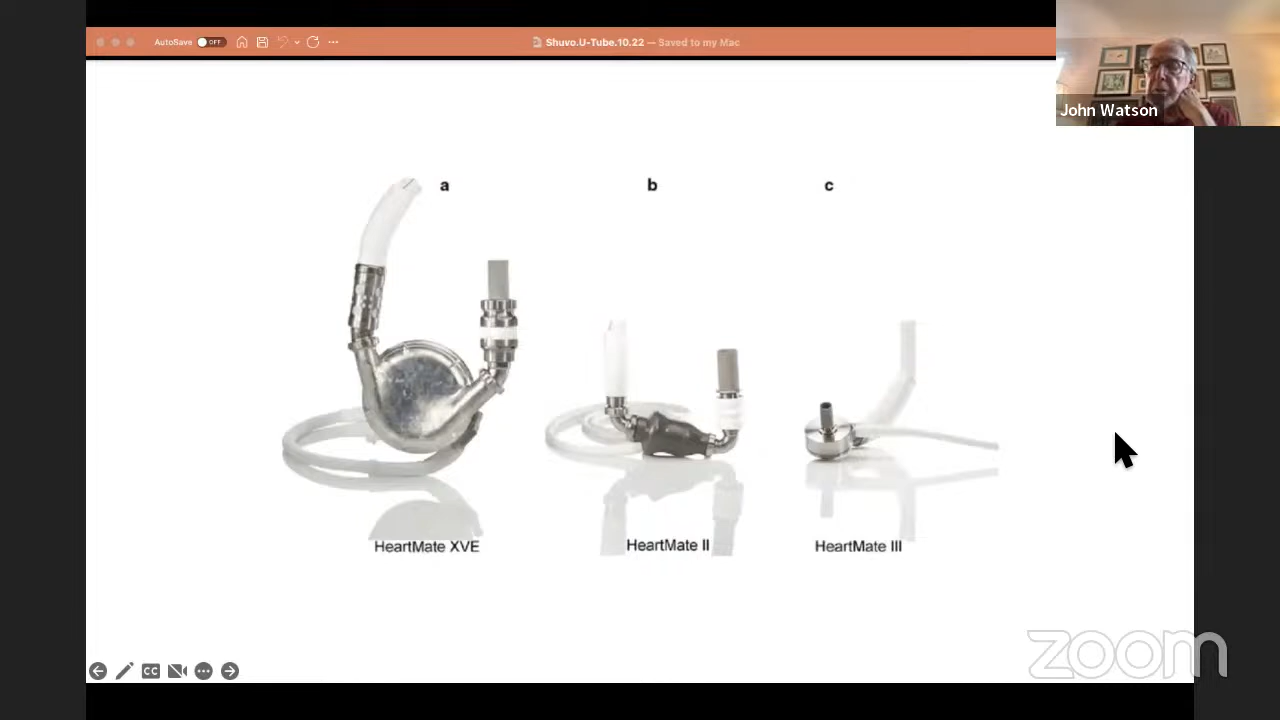 AutoSave OFF
Shuvo.U-Tube.10.22 — Saved to my Mac
John Watson
a b c
HeartMate XVE HeartMate II HeartMate III
CC
zoom